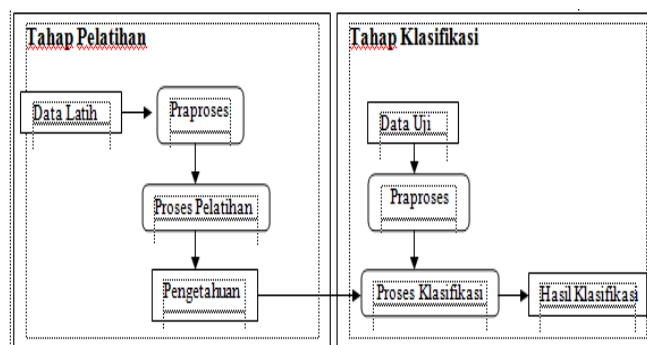 Tahap Pelatihan
Data Latih
Praproses
Proses Pelatihan
Pengetahuan
Tahap Klasifikasi
Data Uji
Praproses
Proses Klasifikasi
Hasil Klasifikasi